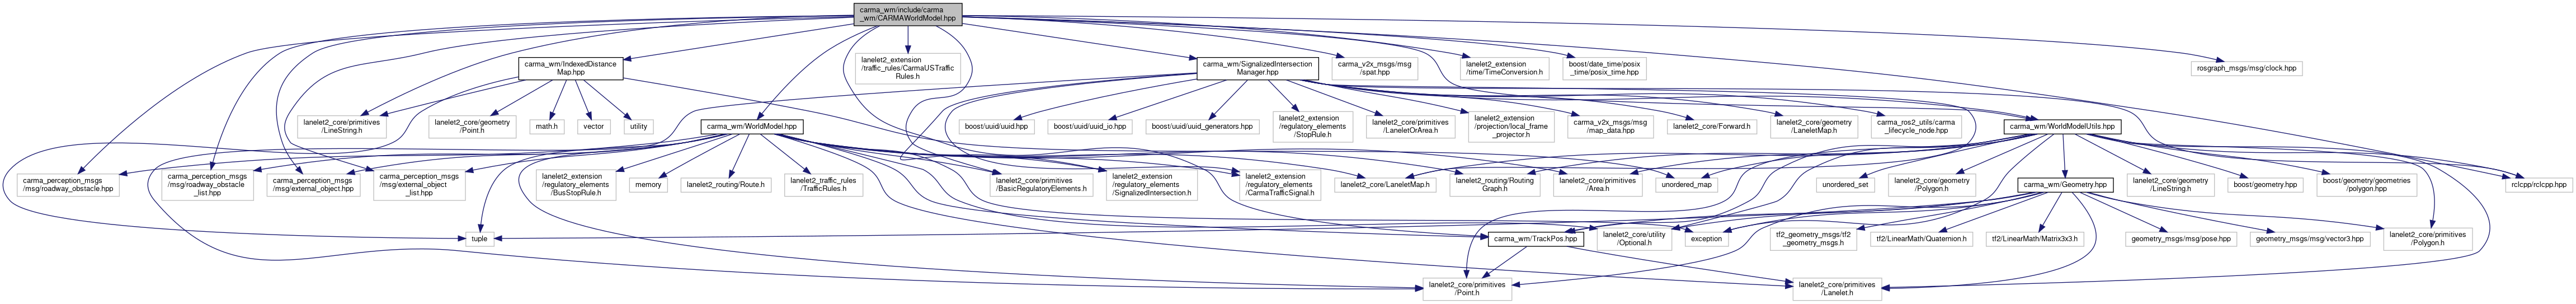 carma_wm/include/carma
_wm/CARMAWorldModel.hpp
carma_wm/IndexedDistance
Map.hpp
lanelet2_extension
/traffic_rules/CarmaUSTraffic
Rules.h
carma_wm/SignalizedIntersection
Manager.hpp
carma_v2x_msgs/msg
/spat.hpp
lanelet2_extension
/time/TimeConversion.h
boost/date_time/posix
_time/posix_time.hpp
rosgraph_msgs/msg/clock.hpp
lanelet2_core/primitives
/LineString.h
lanelet2_core/geometry
/Point.h
math.h
vector
utility
carma_wm/WorldModel.hpp
boost/uuid/uuid.hpp
boost/uuid/uuid_io.hpp
boost/uuid/uuid_generators.hpp
lanelet2_extension
/regulatory_elements
/StopRule.h
lanelet2_core/primitives
/LaneletOrArea.h
lanelet2_extension
/projection/local_frame
_projector.h
carma_v2x_msgs/msg
/map_data.hpp
lanelet2_core/Forward.h
lanelet2_core/geometry
/LaneletMap.h
carma_ros2_utils/carma
_lifecycle_node.hpp
carma_wm/WorldModelUtils.hpp
carma_perception_msgs
/msg/roadway_obstacle.hpp
carma_perception_msgs
/msg/roadway_obstacle
_list.hpp
carma_perception_msgs
/msg/external_object.hpp
carma_perception_msgs
/msg/external_object
_list.hpp
lanelet2_extension
/regulatory_elements
/BusStopRule.h
memory
lanelet2_routing/Route.h
lanelet2_traffic_rules
/TrafficRules.h
lanelet2_core/primitives
/BasicRegulatoryElements.h
lanelet2_extension
/regulatory_elements
/SignalizedIntersection.h
lanelet2_extension
/regulatory_elements
/CarmaTrafficSignal.h
lanelet2_core/LaneletMap.h
lanelet2_routing/Routing
Graph.h
lanelet2_core/primitives
/Area.h
unordered_map
unordered_set
lanelet2_core/geometry
/Polygon.h
carma_wm/Geometry.hpp
lanelet2_core/geometry
/LineString.h
boost/geometry.hpp
boost/geometry/geometries
/polygon.hpp
rclcpp/rclcpp.hpp
tuple
carma_wm/TrackPos.hpp
lanelet2_core/utility
/Optional.h
exception
tf2_geometry_msgs/tf2
_geometry_msgs.h
tf2/LinearMath/Quaternion.h
tf2/LinearMath/Matrix3x3.h
geometry_msgs/msg/pose.hpp
geometry_msgs/msg/vector3.hpp
lanelet2_core/primitives
/Polygon.h
lanelet2_core/primitives
/Point.h
lanelet2_core/primitives
/Lanelet.h